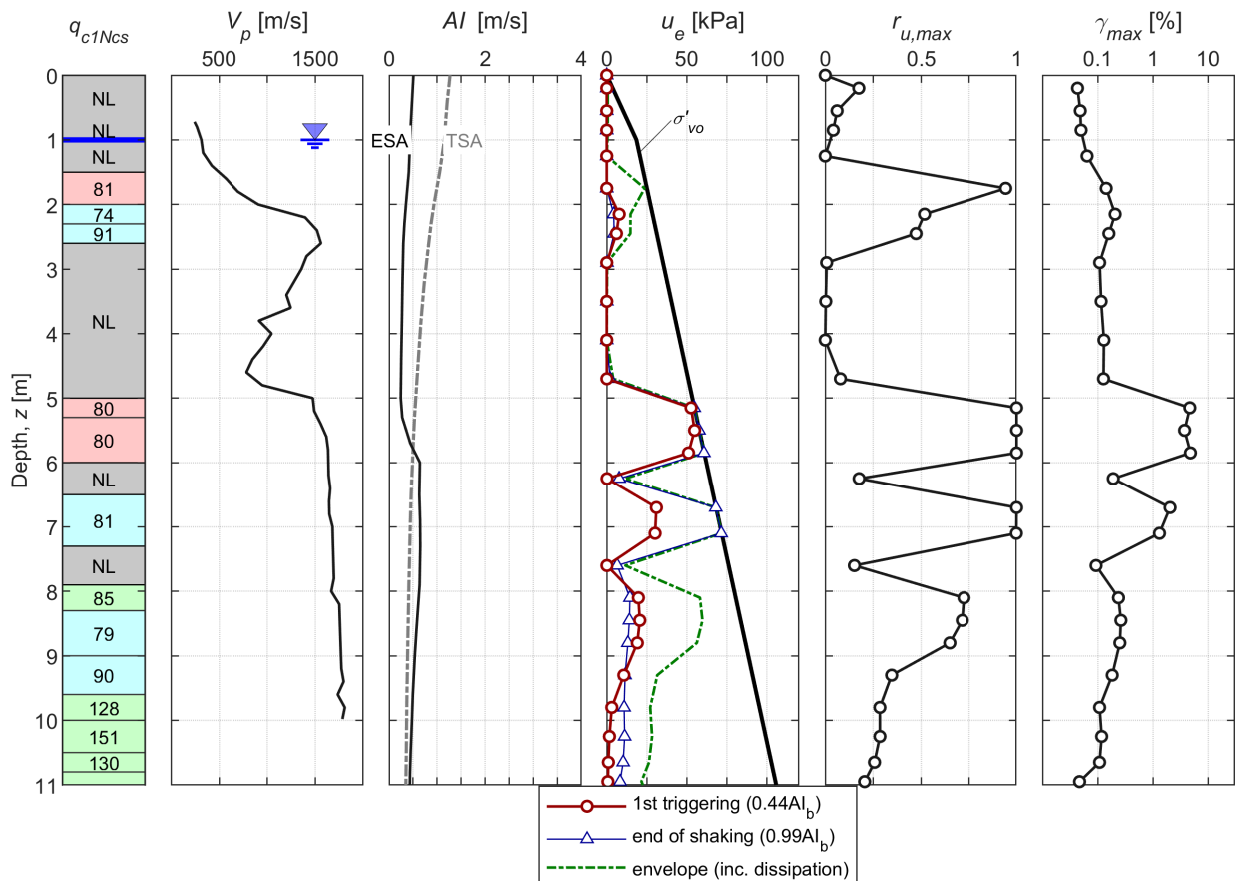 q_c1Ncs
V_p [m/s]
AI [m/s]
u_e [kPa]
r_u,max
γ_max [%]
500 1500
0 2 4
0 50 100
0 0.5 1
0.1 1 10
Depth, z [m]
0
1
2
3
4
5
6
7
8
9
10
11
NL
NL
NL
81
74
91
NL
80
80
NL
81
NL
85
79
90
128
151
130
ESA
TSA
σ'_vo
1st triggering (0.44AI_b)
end of shaking (0.99AI_b)
envelope (inc. dissipation)